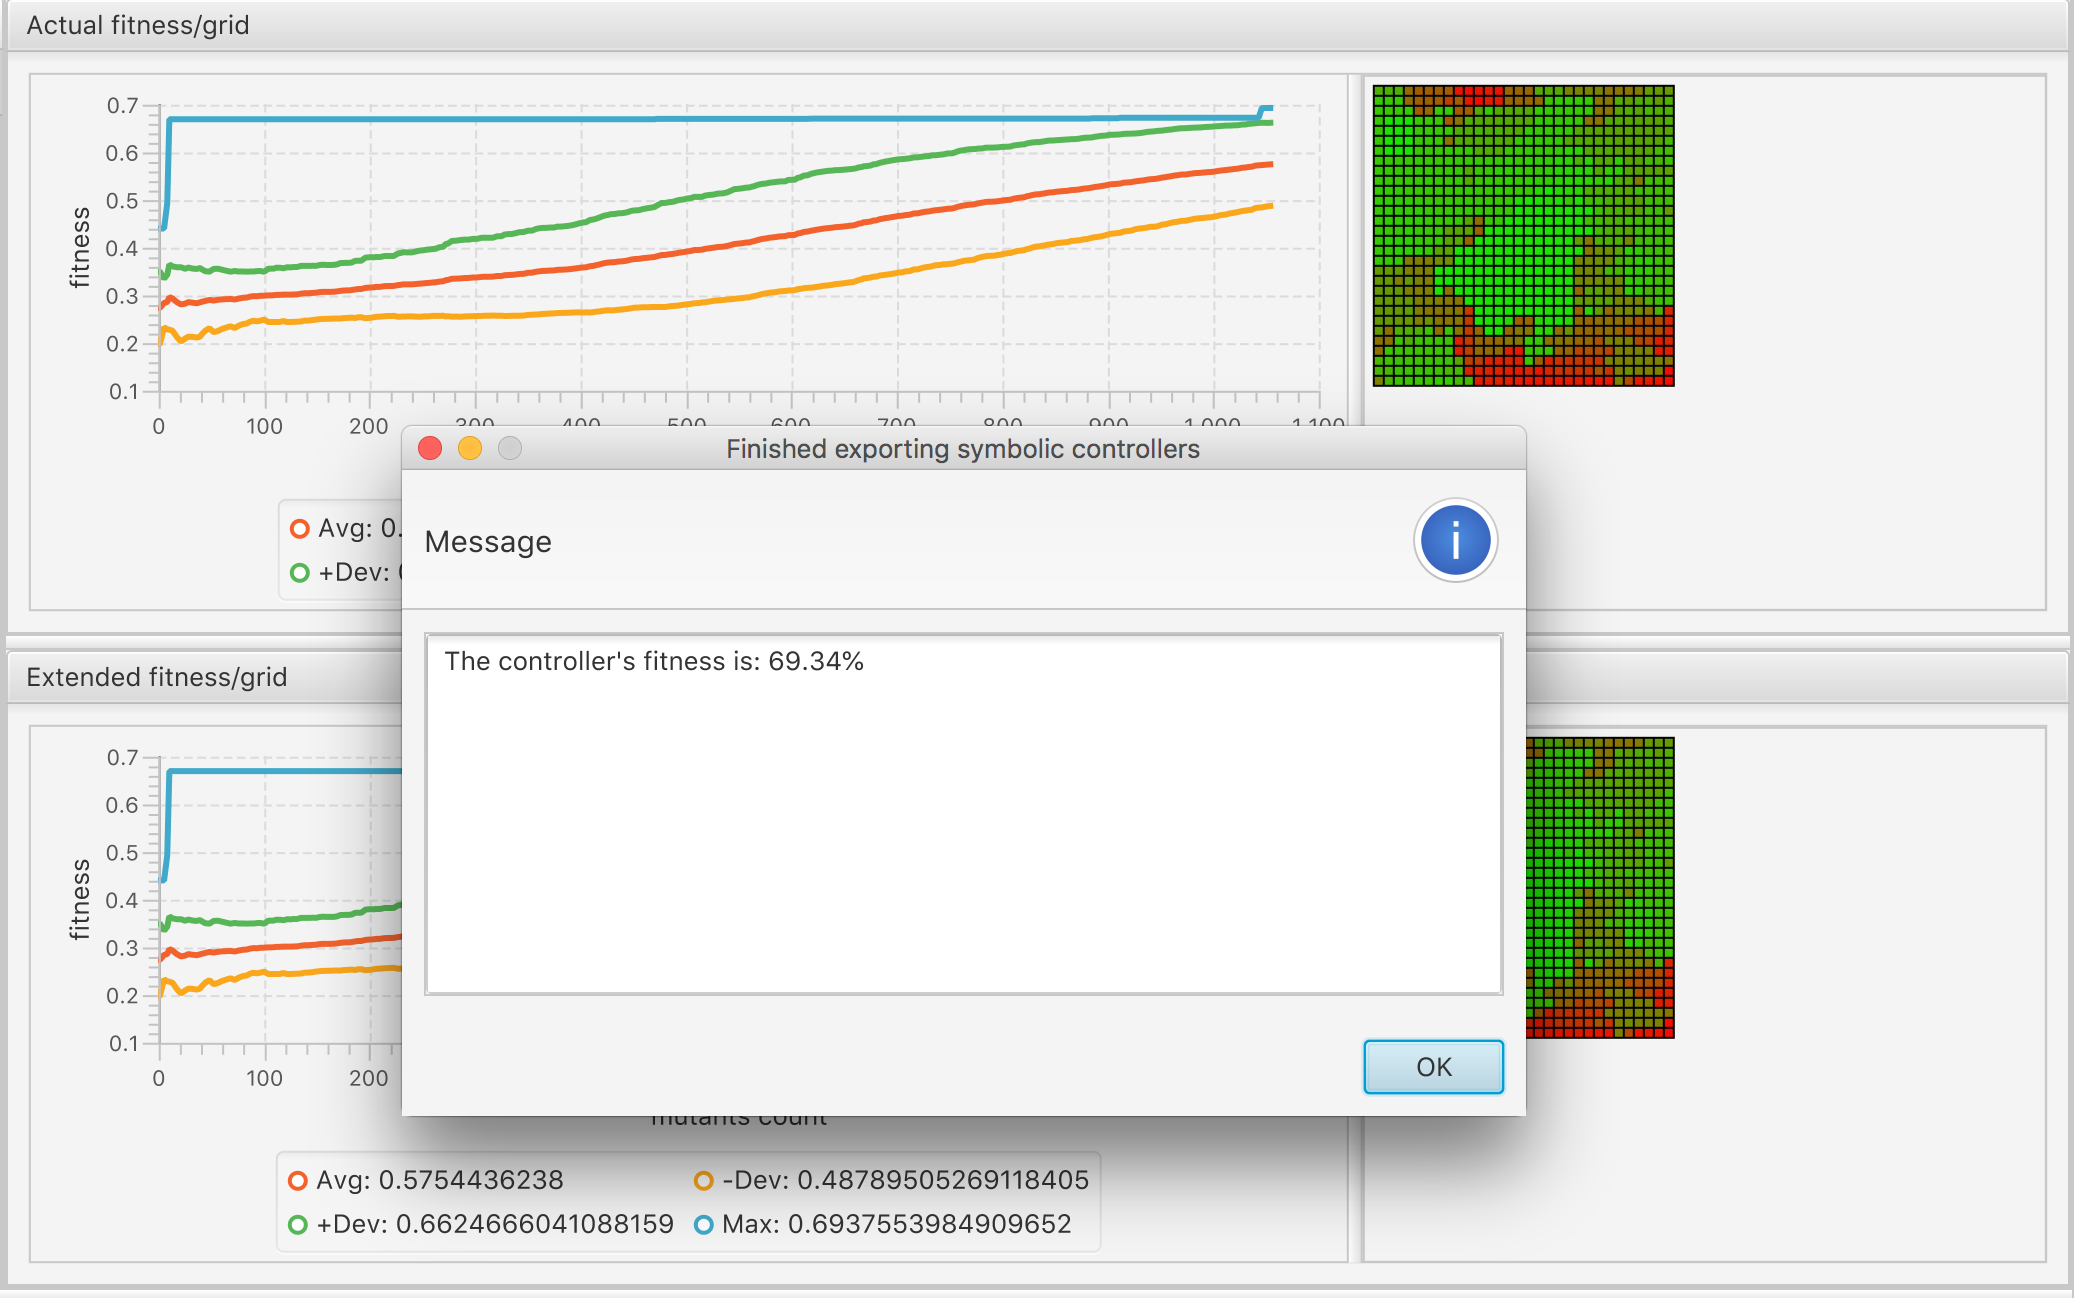 Actual fitness/grid
0.7
0.6
0.5
0.4
0.3
0.2
0.1
fitness
0 100 200 300 400 500 600 700 800 900 1,000 1,100
Finished exporting symbolic controllers
Avg: 0.
+Dev:
Message
i
The controller's fitness is: 69.34%
OK
Extended fitness/grid
0.7
0.6
0.5
0.4
0.3
0.2
0.1
fitness
0 100 200
mutants count
Avg: 0.5754436238 -Dev: 0.48789505269118405
+Dev: 0.6624666041088159 Max: 0.6937553984909652